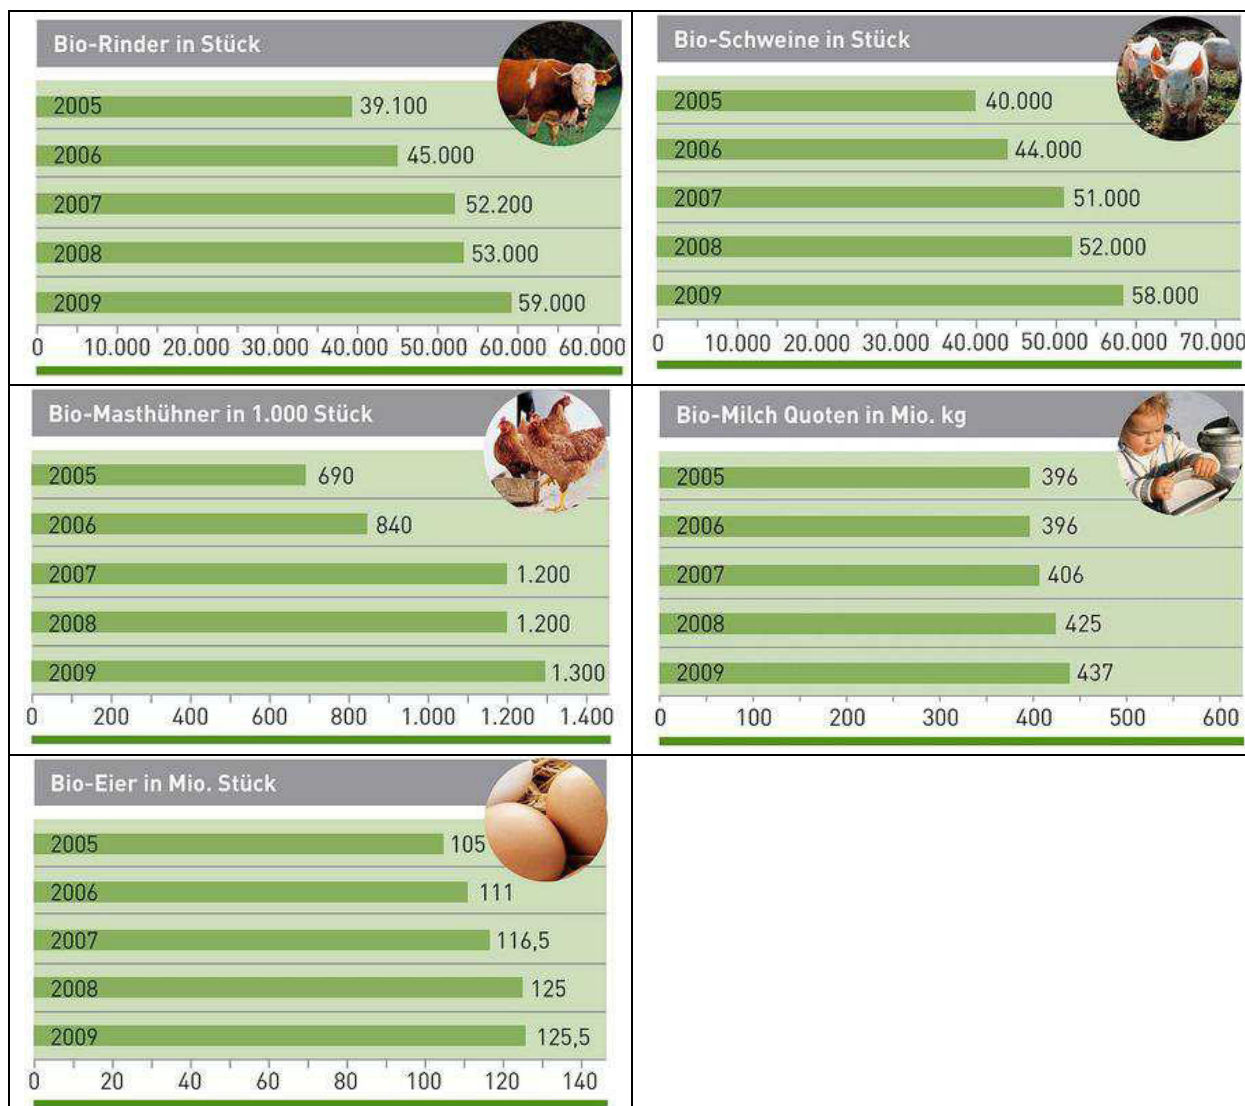 Bio-Rinder in Stück
2005 39.100
2006 45.000
2007 52.200
2008 53.000
2009 59.000
0 10.000 20.000 30.000 40.000 50.000 60.000 60.000
Bio-Schweine in Stück
2005 40.000
2006 44.000
2007 51.000
2008 52.000
2009 58.000
0 10.000 20.000 30.000 40.000 50.000 60.000 70.000
Bio-Masthühner in 1.000 Stück
2005 690
2006 840
2007 1.200
2008 1.200
2009 1.300
0 200 400 600 800 1.000 1.200 1.400
Bio-Milch Quoten in Mio. kg
2005 396
2006 396
2007 406
2008 425
2009 437
0 100 200 300 400 500 600
Bio-Eier in Mio. Stück
2005 105
2006 111
2007 116,5
2008 125
2009 125,5
0 20 40 60 80 100 120 140